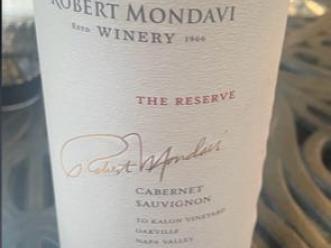 ROBERT MONDAVI
ESTD WINERY 1966
THE RESERVE
Robert Mondavi
CABERNET
SAUVIGNON
TO KALON VINEYARD
OAKVILLE
NAPA VALLEY